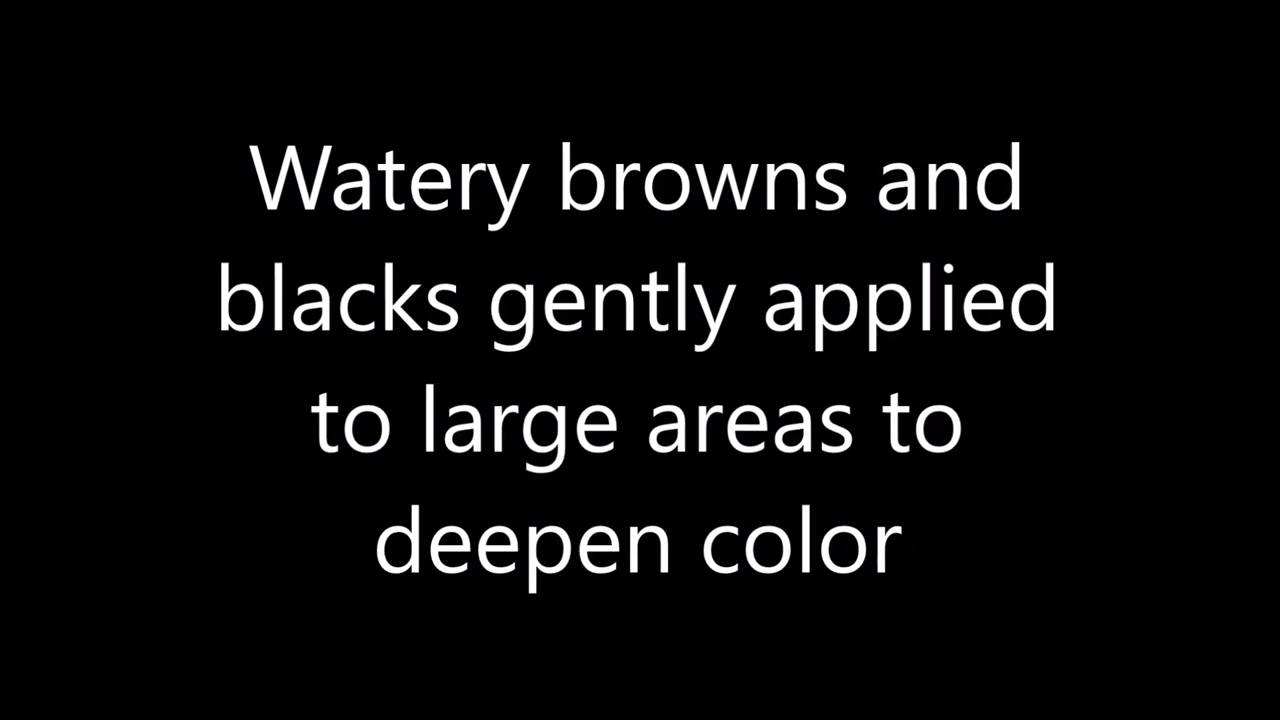 Watery browns and
blacks gently applied
to large areas to
deepen color